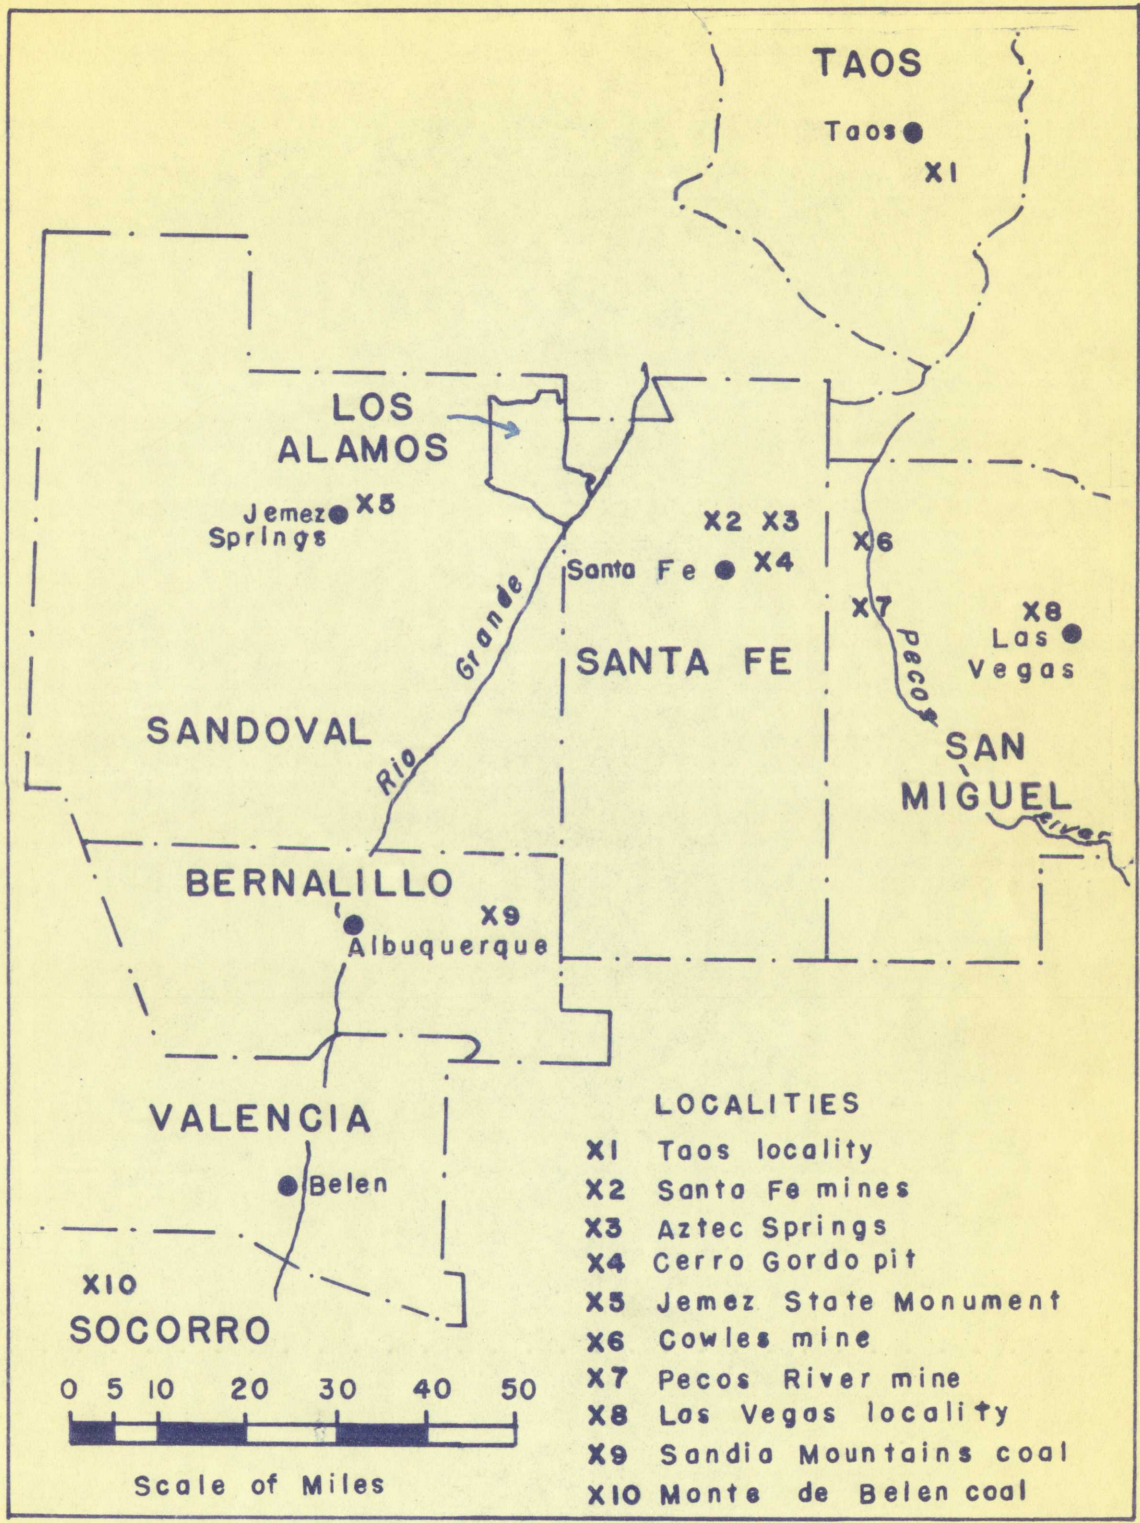 TAOS
Taos
X1
LOS
ALAMOS
X5
Jemez
Springs
X2 X3
Santa Fe X4
X6
X7
X8
Las
Vegas
Rio Grande
SANTA FE
Pecos
SANDOVAL
SAN
MIGUEL
River
BERNALILLO
X9
Albuquerque
VALENCIA
Belen
X10
SOCORRO
0 5 10 20 30 40 50
Scale of Miles
LOCALITIES
X1 Taos locality
X2 Santa Fe mines
X3 Aztec Springs
X4 Cerro Gordo pit
X5 Jemez State Monument
X6 Cowles mine
X7 Pecos River mine
X8 Las Vegas locality
X9 Sandia Mountains coal
X10 Monte de Belen coal